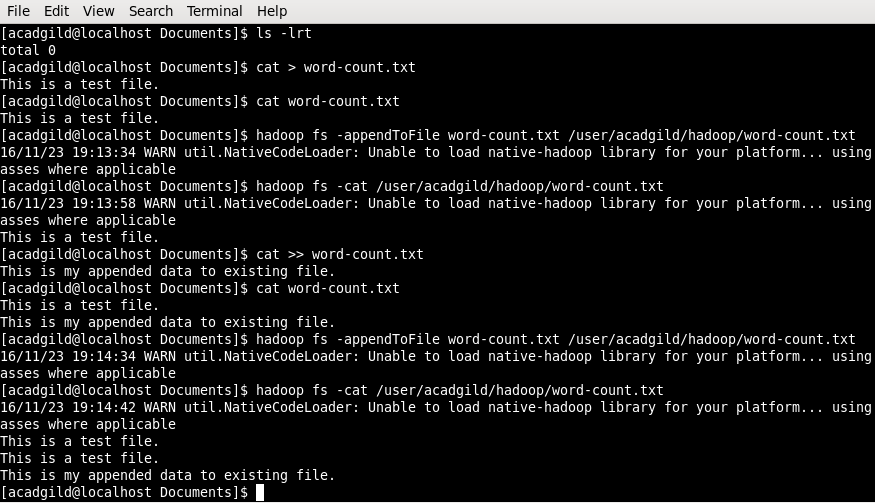 File Edit View Search Terminal Help
[acadgild@localhost Documents]$ ls -lrt
total 0
[acadgild@localhost Documents]$ cat > word-count.txt
This is a test file.
[acadgild@localhost Documents]$ cat word-count.txt
This is a test file.
[acadgild@localhost Documents]$ hadoop fs -appendToFile word-count.txt /user/acadgild/hadoop/word-count.txt
16/11/23 19:13:34 WARN util.NativeCodeLoader: Unable to load native-hadoop library for your platform... using
asses where applicable
[acadgild@localhost Documents]$ hadoop fs -cat /user/acadgild/hadoop/word-count.txt
16/11/23 19:13:58 WARN util.NativeCodeLoader: Unable to load native-hadoop library for your platform... using
asses where applicable
This is a test file.
[acadgild@localhost Documents]$ cat >> word-count.txt
This is my appended data to existing file.
[acadgild@localhost Documents]$ cat word-count.txt
This is a test file.
This is my appended data to existing file.
[acadgild@localhost Documents]$ hadoop fs -appendToFile word-count.txt /user/acadgild/hadoop/word-count.txt
16/11/23 19:14:34 WARN util.NativeCodeLoader: Unable to load native-hadoop library for your platform... using
asses where applicable
[acadgild@localhost Documents]$ hadoop fs -cat /user/acadgild/hadoop/word-count.txt
16/11/23 19:14:42 WARN util.NativeCodeLoader: Unable to load native-hadoop library for your platform... using
asses where applicable
This is a test file.
This is a test file.
This is my appended data to existing file.
[acadgild@localhost Documents]$